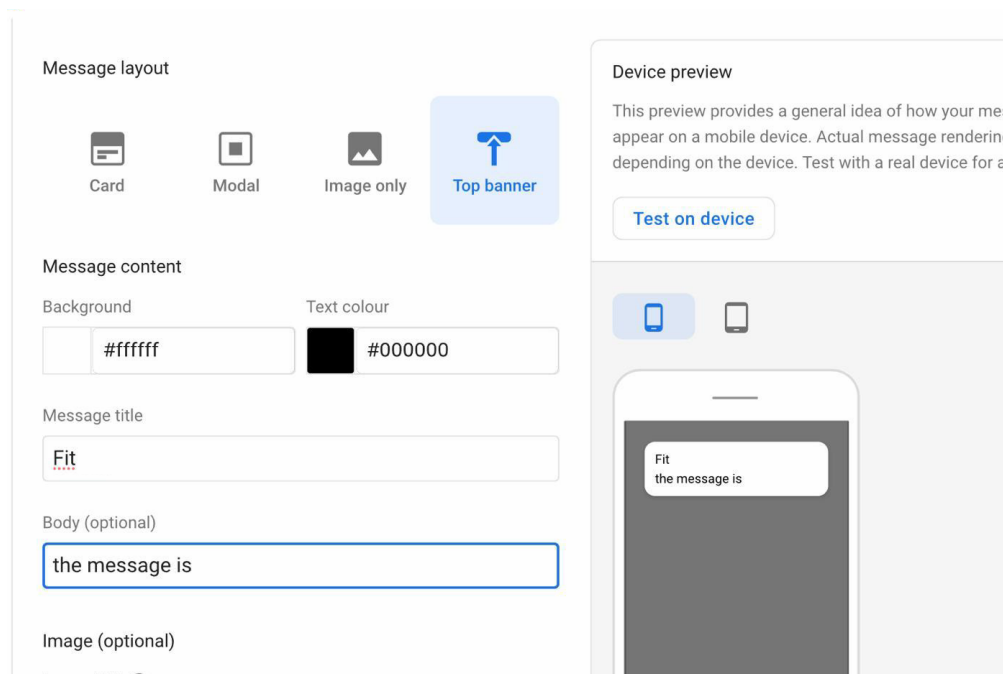 Message layout
Card
Modal
Image only
Top banner
Message content
Background
Text colour
#ffffff
#000000
Message title
Fit
Body (optional)
the message is
Image (optional)
Device preview
This preview provides a general idea of how your
appear on a mobile device. Actual message
depending on the device. Test with a real device for
Test on device
Fit
the message is